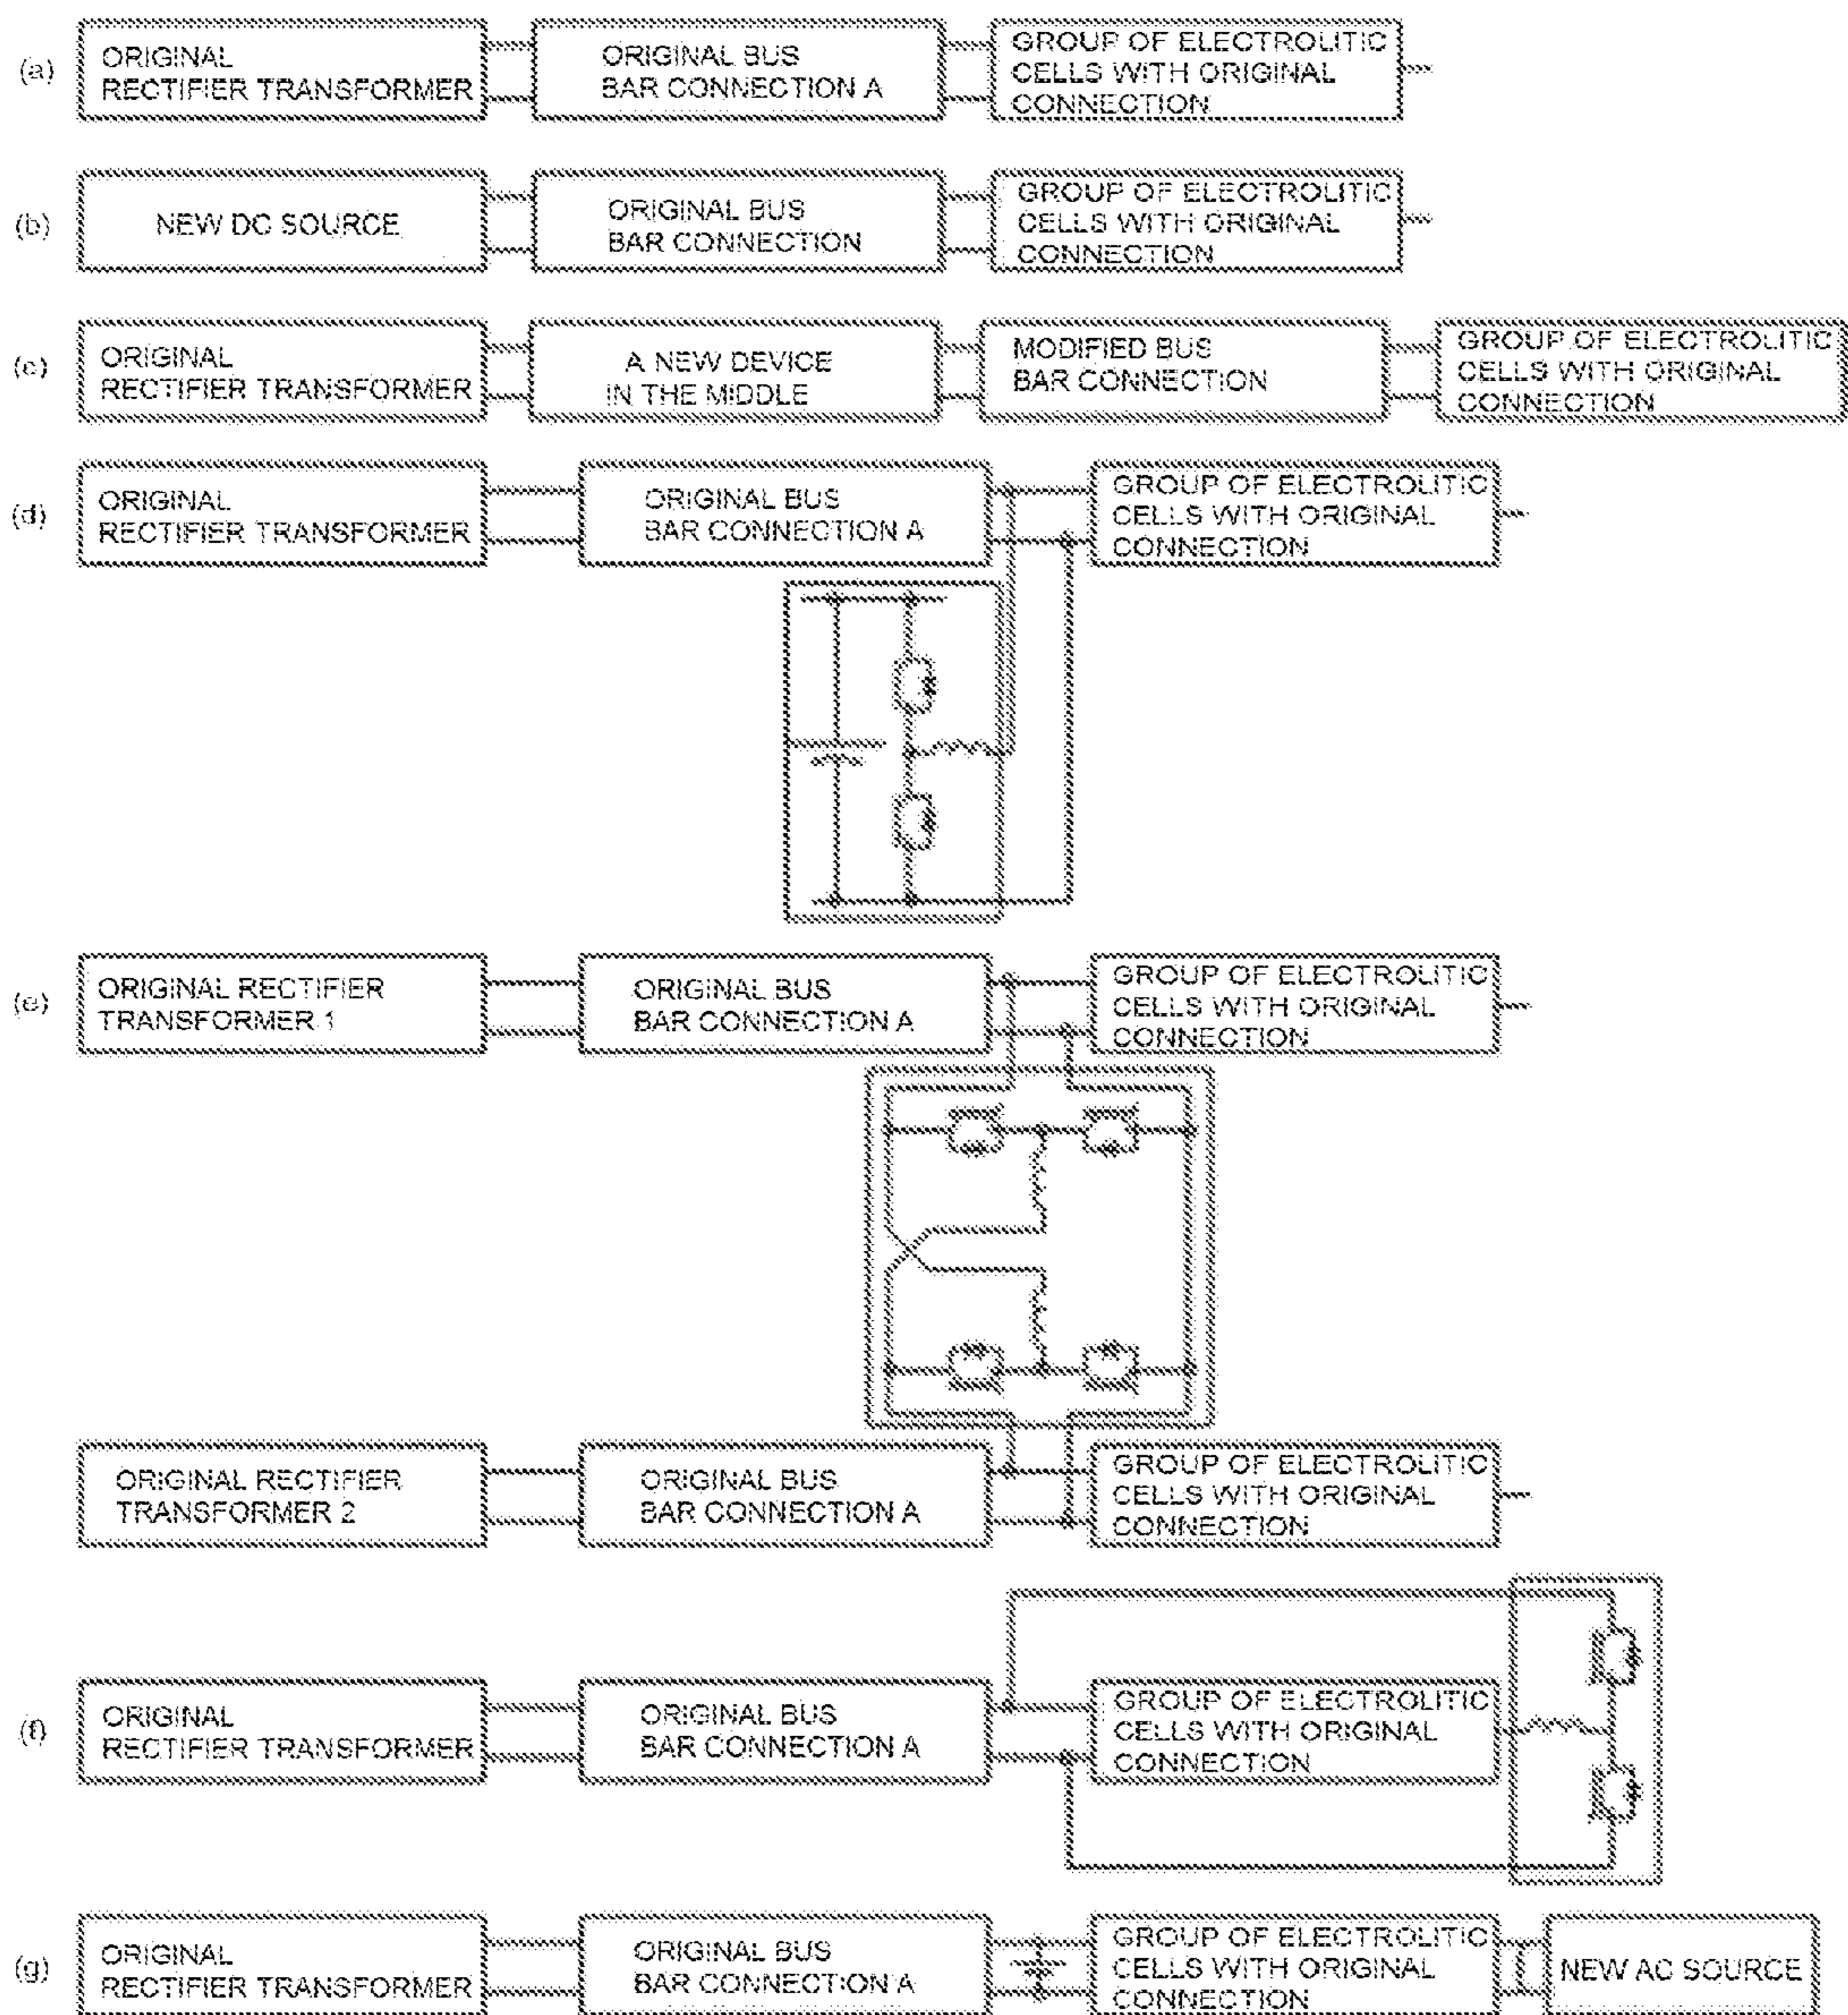 (a)
ORIGINAL
RECTIFIER TRANSFORMER
ORIGINAL BUS
BAR CONNECTION A
GROUP OF ELECTROLITIC
CELLS WITH ORIGINAL
CONNECTION
(b)
NEW DC SOURCE
ORIGINAL BUS
BAR CONNECTION
GROUP OF ELECTROLITIC
CELLS WITH ORIGINAL
CONNECTION
(c)
ORIGINAL
RECTIFIER TRANSFORMER
A NEW DEVICE
IN THE MIDDLE
MODIFIED BUS
BAR CONNECTION
GROUP OF ELECTROLITIC
CELLS WITH ORIGINAL
CONNECTION
(d)
ORIGINAL
RECTIFIER TRANSFORMER
ORIGINAL BUS
BAR CONNECTION A
GROUP OF ELECTROLITIC
CELLS WITH ORIGINAL
CONNECTION
(e)
ORIGINAL RECTIFIER
TRANSFORMER 1
ORIGINAL BUS
BAR CONNECTION A
GROUP OF ELECTROLITIC
CELLS WITH ORIGINAL
CONNECTION
ORIGINAL RECTIFIER
TRANSFORMER 2
ORIGINAL BUS
BAR CONNECTION A
GROUP OF ELECTROLITIC
CELLS WITH ORIGINAL
CONNECTION
(f)
ORIGINAL
RECTIFIER TRANSFORMER
ORIGINAL BUS
BAR CONNECTION A
GROUP OF ELECTROLITIC
CELLS WITH ORIGINAL
CONNECTION
(g)
ORIGINAL
RECTIFIER TRANSFORMER
ORIGINAL BUS
BAR CONNECTION A
GROUP OF ELECTROLITIC
CELLS WITH ORIGINAL
CONNECTION
NEW AC SOURCE